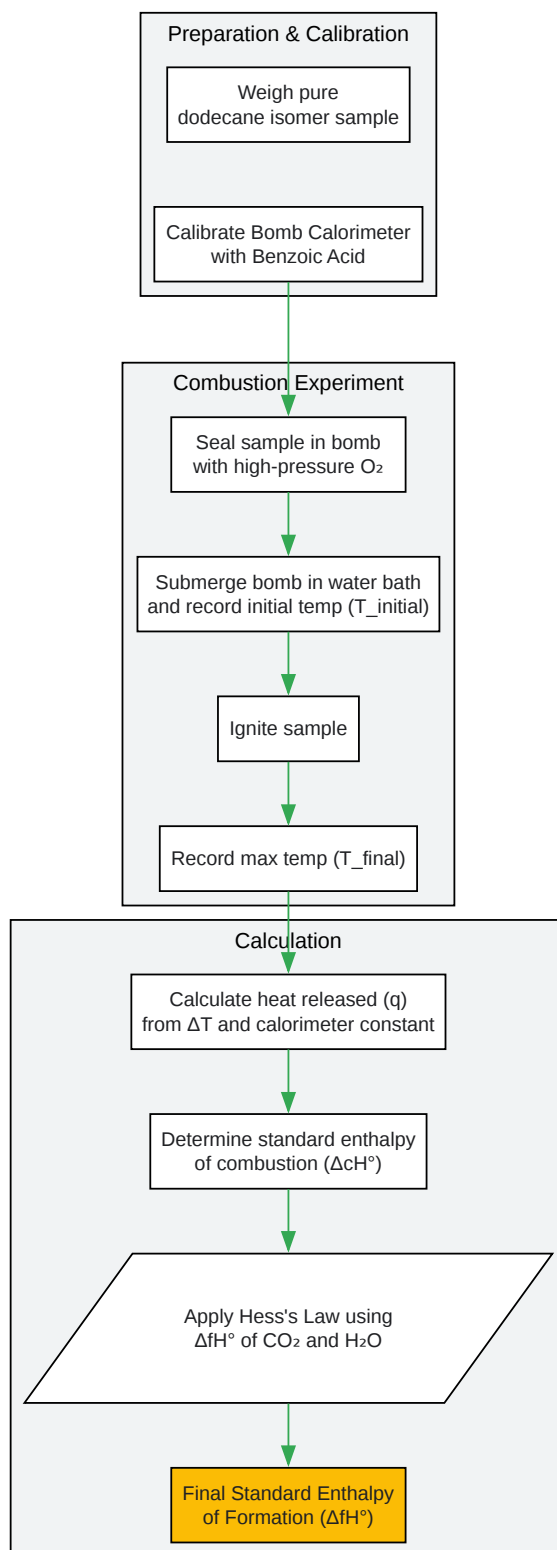 Preparation & Calibration
Weigh pure
dodecane isomer sample
Calibrate Bomb Calorimeter
with Benzoic Acid
Combustion Experiment
Seal sample in bomb
with high-pressure O₂
Submerge bomb in water bath
and record initial temp (T_initial)
Ignite sample
Record max temp (T_final)
Calculation
Calculate heat released (q)
from ΔT and calorimeter constant
Determine standard enthalpy
of combustion (ΔcH°)
Apply Hess's Law using
ΔfH° of CO₂ and H₂O
Final Standard Enthalpy
of Formation (ΔfH°)